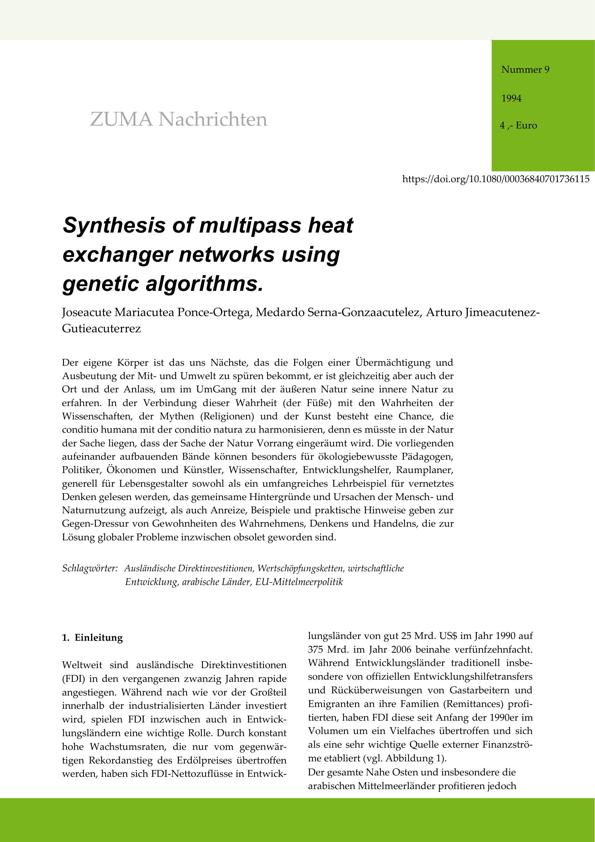 Nummer 9
1994
4 ,- Euro
ZUMA Nachrichten
https://doi.org/10.1080/00036840701736115
Synthesis of multipass heat
exchanger networks using
genetic algorithms.
Joseacute Mariacutea Ponce-Ortega, Medardo Serna-Gonzaacutelez, Arturo Jimeacutenez-
Gutieacuterrez
Der eigene Körper ist das uns Nächste, das die Folgen einer Übermächtigung und
Ausbeutung der Mit- und Umwelt zu spüren bekommt, er ist gleichzeitig aber auch der
Ort und der Anlass, um im UmGang mit der äußeren Natur seine innere Natur zu
erfahren. In der Verbindung dieser Wahrheit (der Füße) mit den Wahrheiten der
Wissenschaften, der Mythen (Religionen) und der Kunst besteht eine Chance, die
conditio humana mit der conditio natura zu harmonisieren, denn es müsste in der Natur
der Sache liegen, dass der Sache der Natur Vorrang eingeräumt wird. Die vorliegenden
aufeinander aufbauenden Bände können besonders für ökologiebewusste Pädagogen,
Politiker, Ökonomen und Künstler, Wissenschafter, Entwicklungshelfer, Raumplaner,
generell für Lebensgestalter sowohl als ein umfangreiches Lehrbeispiel für vernetztes
Denken gelesen werden, das gemeinsame Hintergründe und Ursachen der Mensch- und
Naturnutzung aufzeigt, als auch Anreize, Beispiele und praktische Hinweise geben zur
Gegen-Dressur von Gewohnheiten des Wahrnehmens, Denkens und Handelns, die zur
Lösung globaler Probleme inzwischen obsolet geworden sind.
Schlagwörter: Ausländische Direktinvestitionen, Wertschöpfungsketten, wirtschaftliche
Entwicklung, arabische Länder, EU-Mittelmeerpolitik
1. Einleitung
Weltweit sind ausländische Direktinvestitionen
(FDI) in den vergangenen zwanzig Jahren rapide
angestiegen. Während nach wie vor der Großteil
innerhalb der industrialisierten Länder investiert
wird, spielen FDI inzwischen auch in Entwick-
lungsländern eine wichtige Rolle. Durch konstant
hohe Wachstumsraten, die nur vom gegenwär-
tigen Rekordanstieg des Erdölpreises übertroffen
werden, haben sich FDI-Nettozuflüsse in Entwick-
lungsländer von gut 25 Mrd. US$ im Jahr 1990 auf
375 Mrd. im Jahr 2006 beinahe verfünfzehnfacht.
Während Entwicklungsländer traditionell insbe-
sondere von offiziellen Entwicklungshilfetransfers
und Rücküberweisungen von Gastarbeitern und
Emigranten an ihre Familien (Remittances) profi-
tierten, haben FDI diese seit Anfang der 1990er im
Volumen um ein Vielfaches übertroffen und sich
als eine sehr wichtige Quelle externer Finanzströ-
me etabliert (vgl. Abbildung 1).
Der gesamte Nahe Osten und insbesondere die
arabischen Mittelmeerländer profitieren jedoch